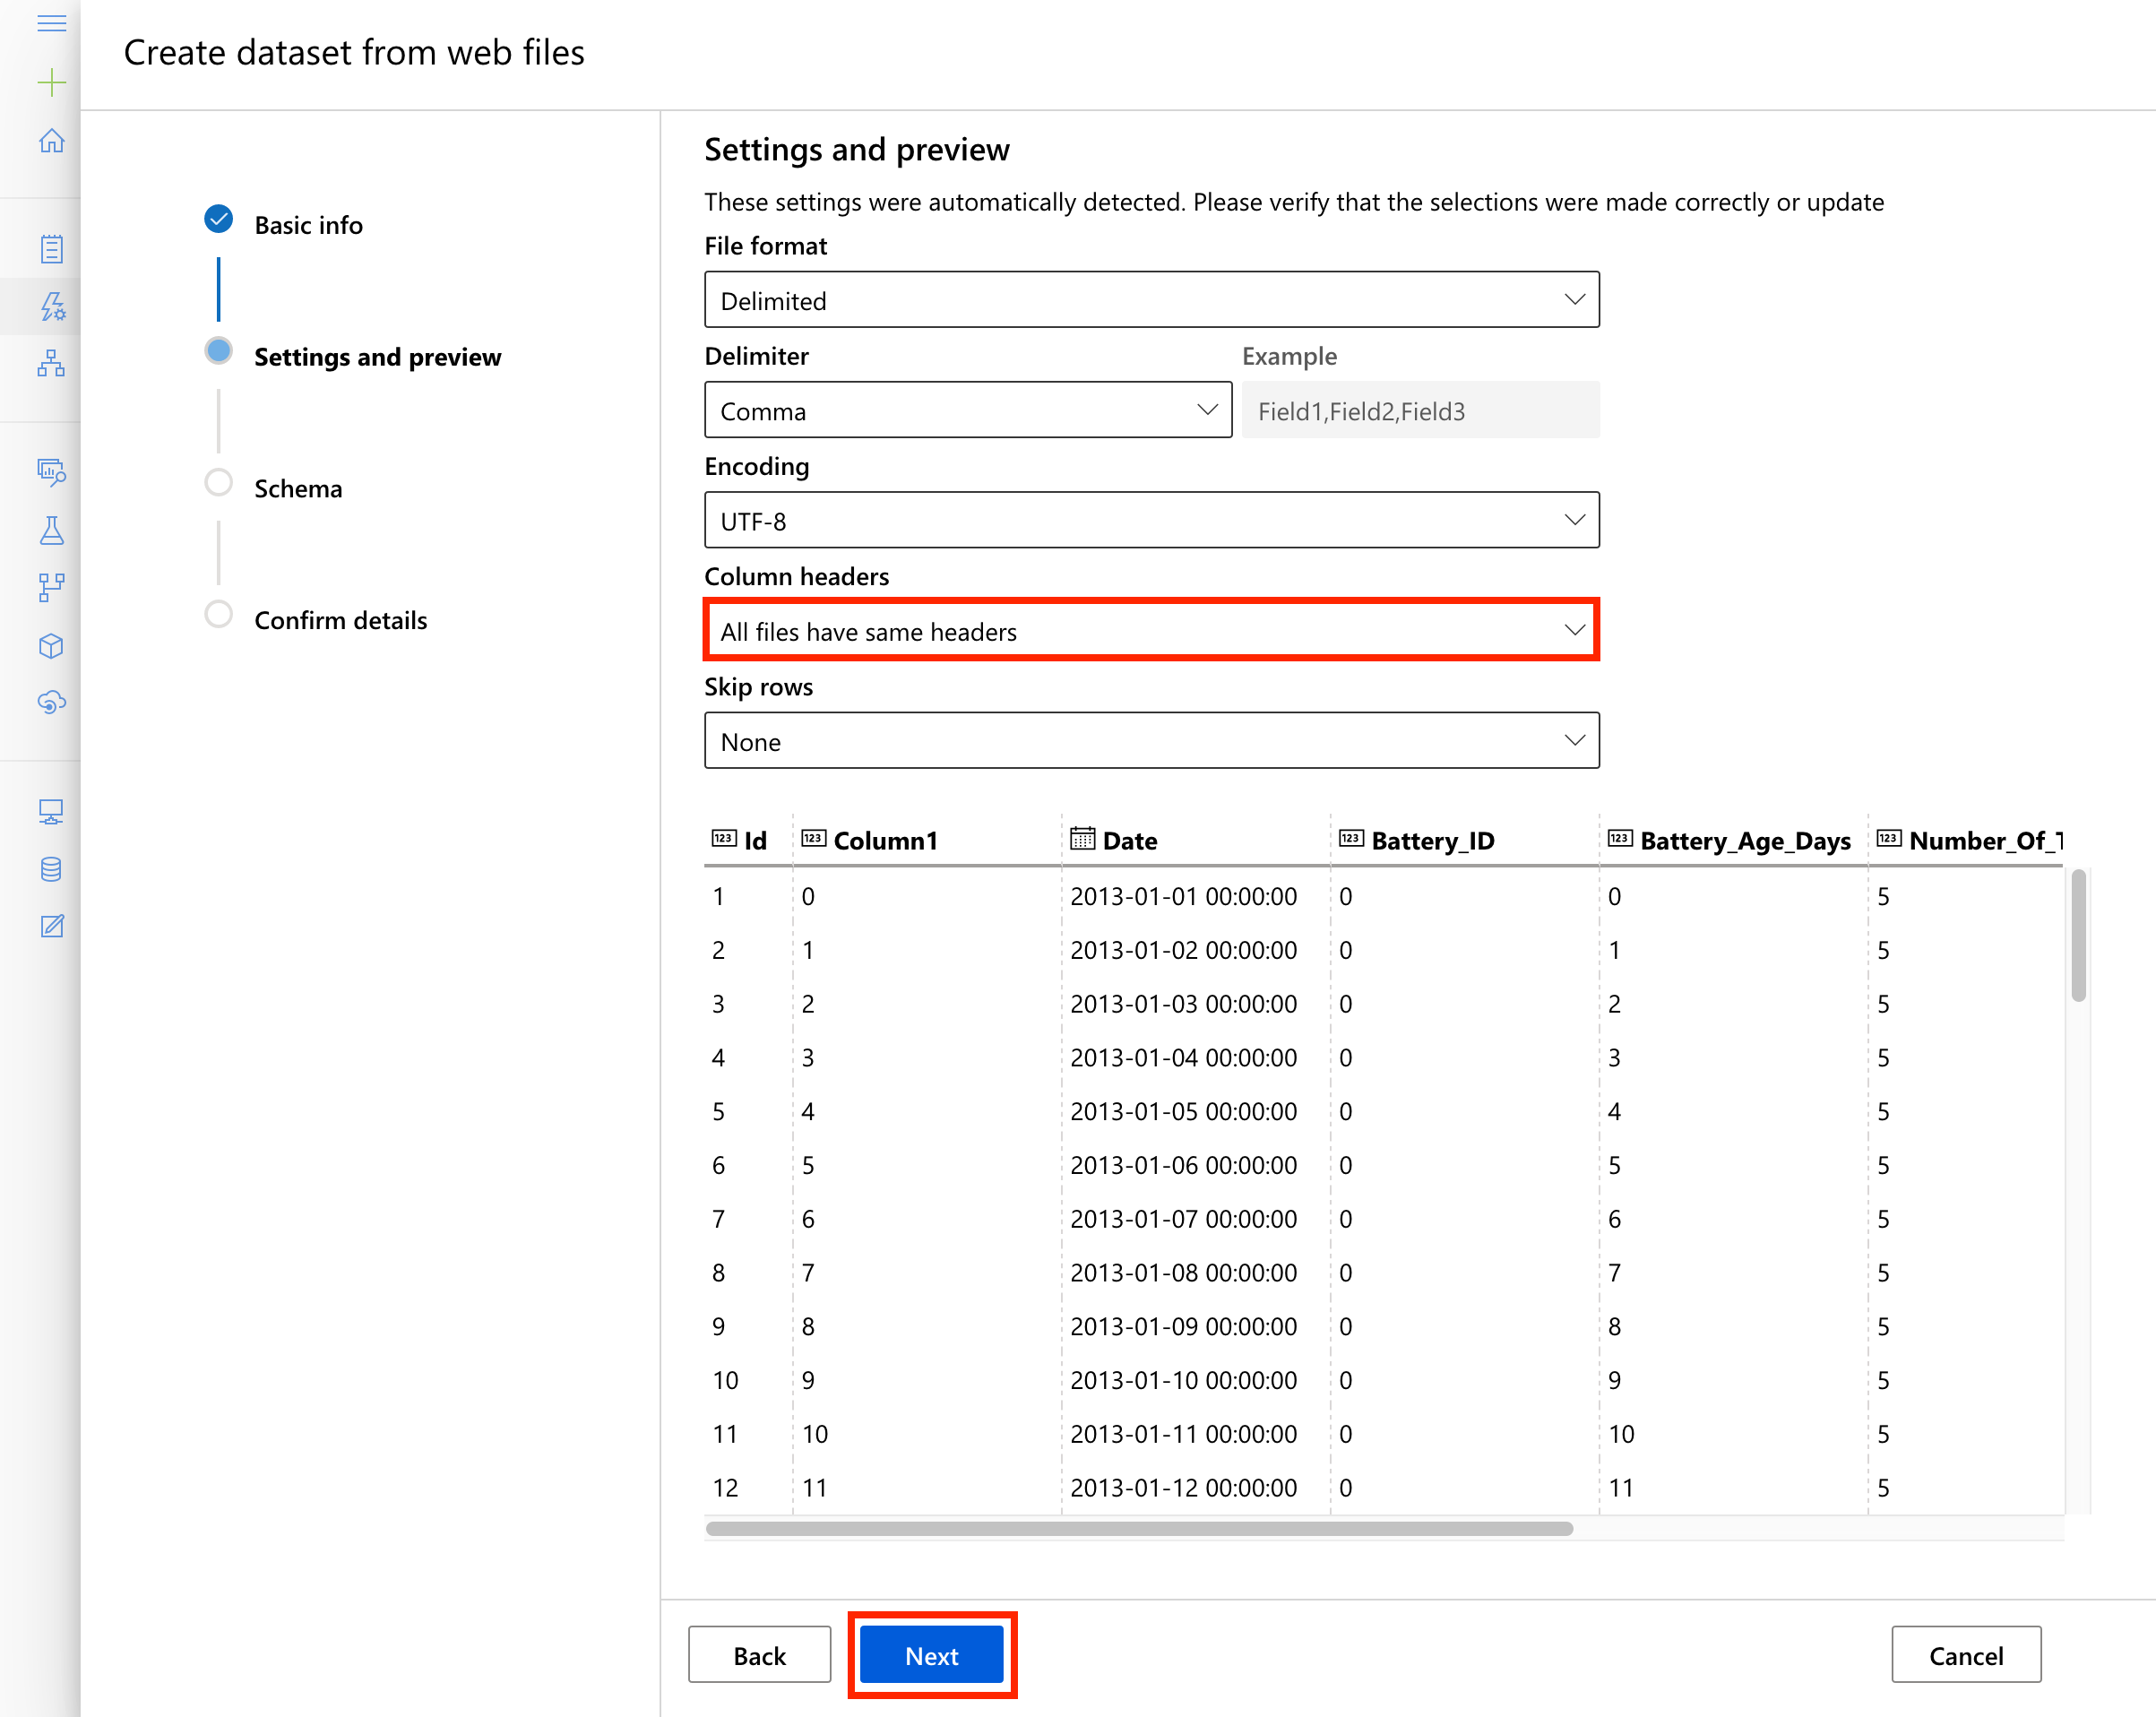 Create dataset from web files
Basic info
Settings and preview
Schema
Confirm details
Settings and preview
These settings were automatically detected. Please verify that the selections were made correctly or update
File format
Delimited
Delimiter Example
Comma Field1,Field2,Field3
Encoding
UTF-8
Column headers
All files have same headers
Skip rows
None
123 Id 123 Column1 Date 123 Battery_ID 123 Battery_Age_Days 123 Number_Of_T
1 0 2013-01-01 00:00:00 0 0 5
2 1 2013-01-02 00:00:00 0 1 5
3 2 2013-01-03 00:00:00 0 2 5
4 3 2013-01-04 00:00:00 0 3 5
5 4 2013-01-05 00:00:00 0 4 5
6 5 2013-01-06 00:00:00 0 5 5
7 6 2013-01-07 00:00:00 0 6 5
8 7 2013-01-08 00:00:00 0 7 5
9 8 2013-01-09 00:00:00 0 8 5
10 9 2013-01-10 00:00:00 0 9 5
11 10 2013-01-11 00:00:00 0 10 5
12 11 2013-01-12 00:00:00 0 11 5
Back Next Cancel